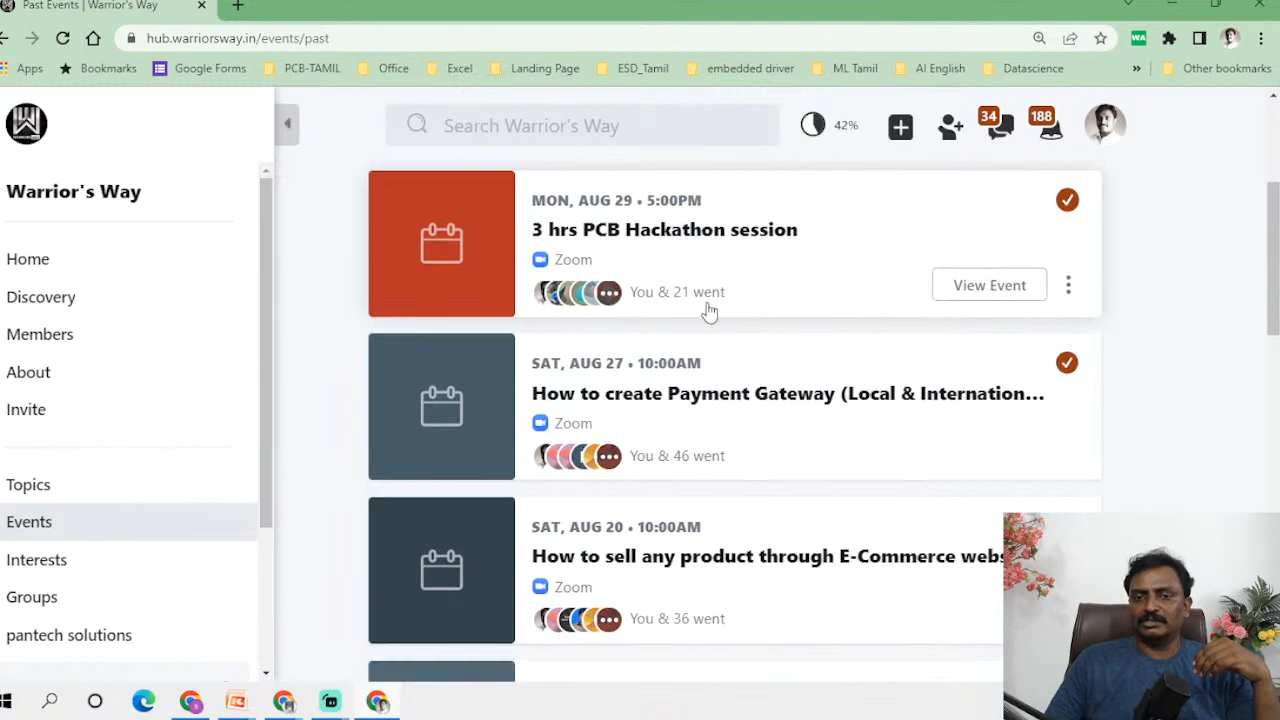 Past Events | Warrior's Way
hub.warriorsway.in/events/past
WA
Apps
Bookmarks
Google Forms
PCB-TAMIL
Office
Excel
Landing Page
ESD_Tamil
embedded driver
ML Tamil
AI English
Datascience
»
Other bookmarks
Warrior's Way
Home
Discovery
Members
About
Invite
Topics
Events
Interests
Groups
pantech solutions
Search Warrior's Way
42%
34
188
MON, AUG 29 • 5:00PM
3 hrs PCB Hackathon session
Zoom
You & 21 went
View Event
SAT, AUG 27 • 10:00AM
How to create Payment Gateway (Local & Internation...
Zoom
You & 46 went
SAT, AUG 20 • 10:00AM
How to sell any product through E-Commerce webs
Zoom
You & 36 went